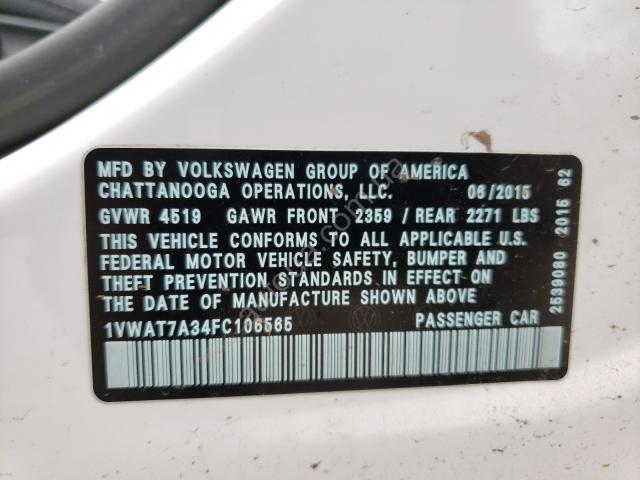 MFD BY VOLKSWAGEN GROUP OF AMERICA
CHATTANOOGA OPERATIONS, LLC. 06/2015
GVWR 4519 GAWR FRONT 2359 / REAR 2271 LBS
THIS VEHICLE CONFORMS TO ALL APPLICABLE U.S.
FEDERAL MOTOR VEHICLE SAFETY, BUMPER AND
THEFT PREVENTION STANDARDS IN EFFECT ON
THE DATE OF MANUFACTURE SHOWN ABOVE
1VWAT7A34FC106565 PASSENGER CAR
2539080 2015 62